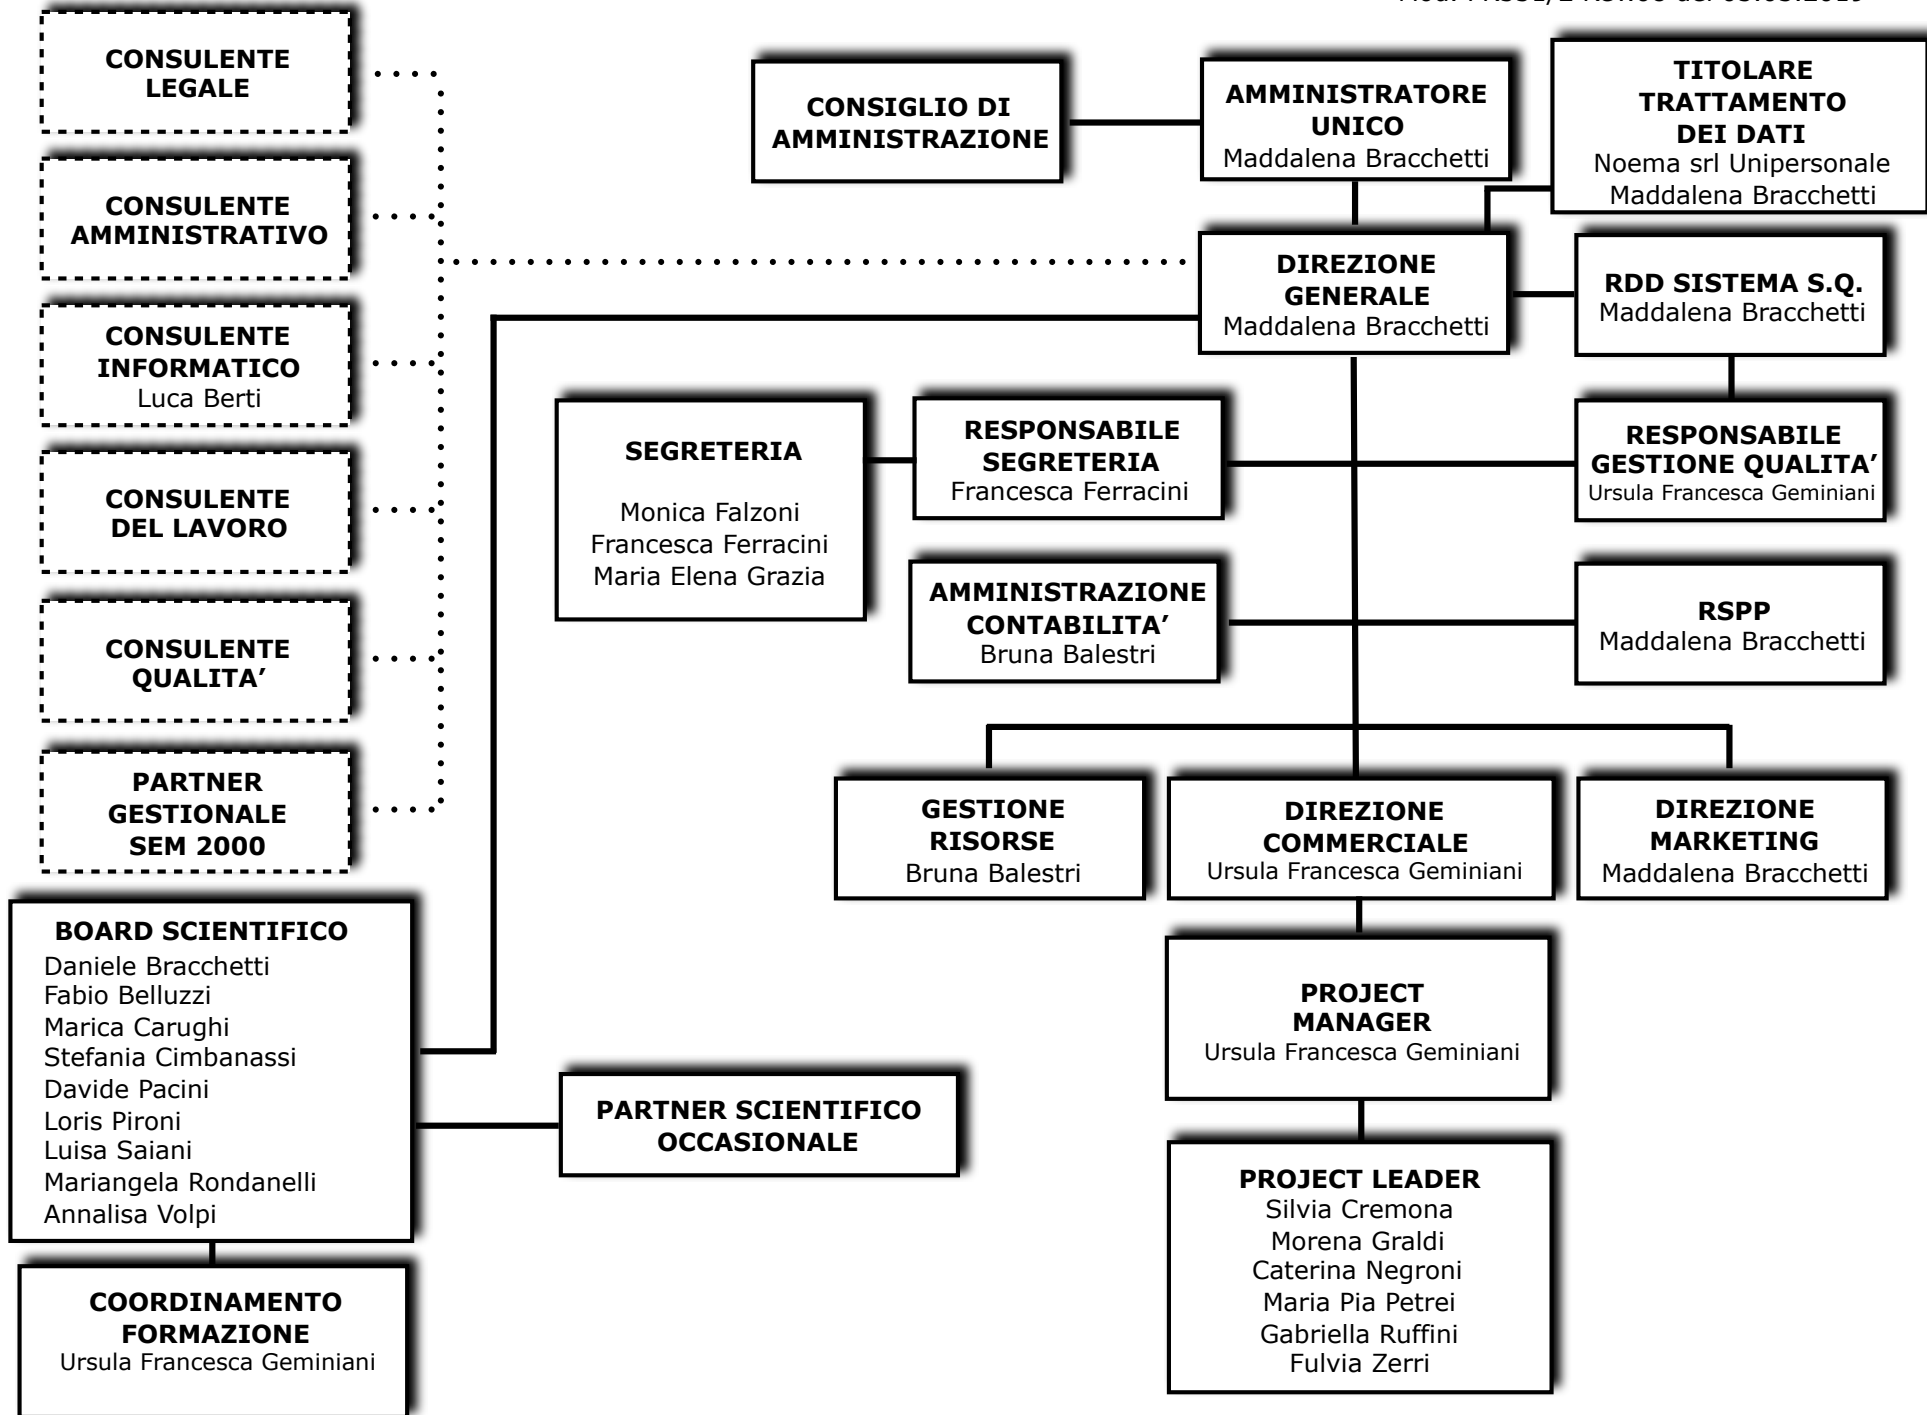 CONSULENTE
LEGALE
CONSULENTE
AMMINISTRATIVO
CONSULENTE
INFORMATICO
Luca Berti
CONSULENTE
DEL LAVORO
CONSULENTE
QUALITA’
PARTNER
GESTIONALE
SEM 2000
CONSIGLIO DI
AMMINISTRAZIONE
AMMINISTRATORE
UNICO
Maddalena Bracchetti
TITOLARE
TRATTAMENTO
DEI DATI
Noema srl Unipersonale
Maddalena Bracchetti
DIREZIONE
GENERALE
Maddalena Bracchetti
RDD SISTEMA S.Q.
Maddalena Bracchetti
SEGRETERIA
Monica Falzoni
Francesca Ferracini
Maria Elena Grazia
RESPONSABILE
SEGRETERIA
Francesca Ferracini
RESPONSABILE
GESTIONE QUALITA’
Ursula Francesca Geminiani
AMMINISTRAZIONE
CONTABILITA’
Bruna Balestri
RSPP
Maddalena Bracchetti
GESTIONE
RISORSE
Bruna Balestri
DIREZIONE
COMMERCIALE
Ursula Francesca Geminiani
DIREZIONE
MARKETING
Maddalena Bracchetti
BOARD SCIENTIFICO
Daniele Bracchetti
Fabio Belluzzi
Marica Carughi
Stefania Cimbanassi
Davide Pacini
Loris Pironi
Luisa Saiani
Mariangela Rondanelli
Annalisa Volpi
PARTNER SCIENTIFICO
OCCASIONALE
PROJECT
MANAGER
Ursula Francesca Geminiani
PROJECT LEADER
Silvia Cremona
Morena Graldi
Caterina Negroni
Maria Pia Petrei
Gabriella Ruffini
Fulvia Zerri
COORDINAMENTO
FORMAZIONE
Ursula Francesca Geminiani